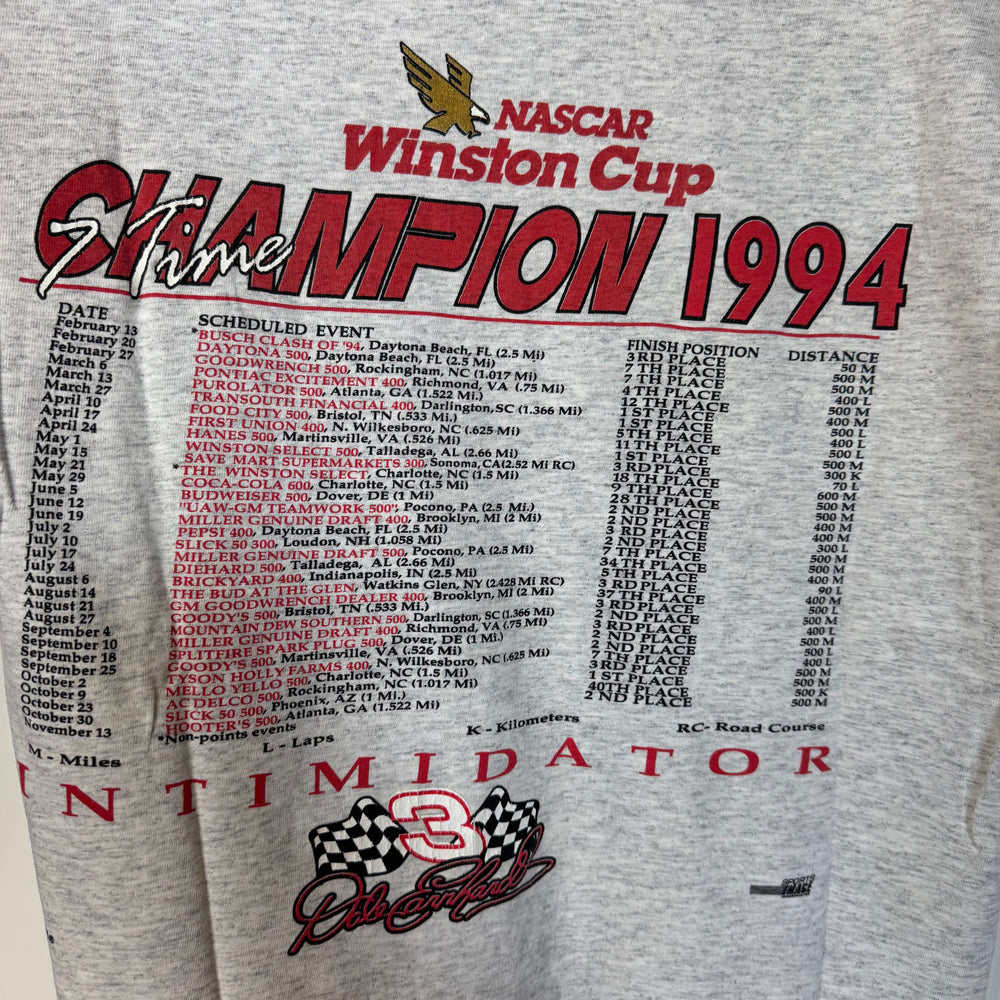 NASCAR
Winston Cup
7 Time
CHAMPION 1994
DATE
February 13
February 20
February 27
March 6
March 13
March 27
April 10
April 17
April 24
May 1
May 15
May 21
May 29
June 5
June 12
June 19
July 2
July 10
July 17
July 24
August 6
August 14
August 21
August 27
September 4
September 10
September 18
September 25
October 2
October 9
October 23
October 30
November 13
SCHEDULED EVENT
*BUSCH CLASH OF '94, Daytona Beach, FL (2.5 Mi)
DAYTONA 500, Daytona Beach, FL (2.5 Mi)
GOODWRENCH 500, Rockingham, NC (1.017 Mi)
PONTIAC EXCITEMENT 400, Richmond, VA (.75 Mi)
PUROLATOR 500, Atlanta, GA (1.522 Mi.)
TRANSOUTH FINANCIAL 400, Darlington, SC (1.366 Mi)
FOOD CITY 500, Bristol, TN (.533 Mi.)
FIRST UNION 400, N. Wilkesboro, NC (.625 Mi)
HANES 500, Martinsville, VA (.526 Mi)
WINSTON SELECT 500, Talladega, AL (2.66 Mi)
SAVE MART SUPERMARKETS 300, Sonoma, CA (2.52 Mi RC)
*THE WINSTON SELECT, Charlotte, NC (1.5 Mi)
COCA-COLA 600, Charlotte, NC (1.5 Mi)
BUDWEISER 500, Dover, DE (1 Mi)
"UAW-GM TEAMWORK 500", Pocono, PA (2.5 Mi.)
MILLER GENUINE DRAFT 400, Brooklyn, MI (2 Mi)
PEPSI 400, Daytona Beach, FL (2.5 Mi)
SLICK 50 300, Loudon, NH (1.058 Mi)
MILLER GENUINE DRAFT 500, Pocono, PA (2.5 Mi)
DIEHARD 500, Talladega, AL (2.66 Mi)
BRICKYARD 400, Indianapolis, IN (2.5 Mi)
THE BUD AT THE GLEN, Watkins Glen, NY (2.428 Mi RC)
GM GOODWRENCH DEALER 400, Brooklyn, MI (2 Mi)
GOODY'S 500, Bristol, TN (.533 Mi.)
MOUNTAIN DEW SOUTHERN 500, Darlington, SC (1.366 Mi)
MILLER GENUINE DRAFT 400, Richmond, VA (.75 Mi)
SPLITFIRE SPARK PLUG 500, Dover, DE (1 Mi.)
GOODY'S 500, Martinsville, VA (.526 Mi)
TYSON HOLLY FARMS 400, N. Wilkesboro, NC (.625 Mi)
MELLO YELLO 500, Charlotte, NC (1.5 Mi)
AC DELCO 500, Rockingham, NC (1.017 Mi)
SLICK 50 500, Phoenix, AZ (1 Mi.)
HOOTER'S 500, Atlanta, GA (1.522 Mi)
*Non-points events
FINISH POSITION
3RD PLACE
7 TH PLACE
7 TH PLACE
4 TH PLACE
12 TH PLACE
1 ST PLACE
1 ST PLACE
5TH PLACE
11 TH PLACE
1 ST PLACE
3RD PLACE
18 TH PLACE
9 TH PLACE
28 TH PLACE
2 ND PLACE
2 ND PLACE
3 RD PLACE
2 ND PLACE
7 TH PLACE
34TH PLACE
5 TH PLACE
3 RD PLACE
37 TH PLACE
3 RD PLACE
2 ND PLACE
3 RD PLACE
2 ND PLACE
2 ND PLACE
7 TH PLACE
3RD PLACE
1 ST PLACE
40TH PLACE
2 ND PLACE
DISTANCE
50 M
500 M
500 M
400 L
500 M
500 L
400 L
500 L
500 M
300 K
70 L
600 M
500 M
500 M
400 M
400 M
300 L
500 M
500 M
400 M
90 L
400 M
500 L
500 M
400 L
500 M
500 L
400 L
500 M
500 K
500 M
M - Miles
L - Laps
K - Kilometers
RC- Road Course
INTIMIDATOR
3
Dale Earnhardt
SPORTS
IMAGE
®